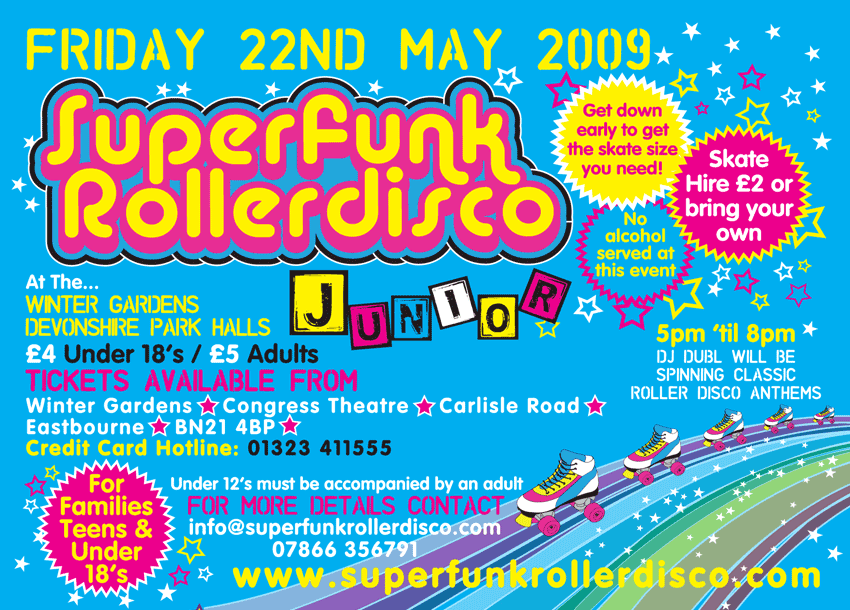 FRIDAY 22ND MAY 2009
SuperFunk
Rollerdisco
JUNIOR
Get down
early to get
the skate size
you need!
Skate
Hire £2 or
bring your
own
No
alcohol
served at
this event
At The...
WINTER GARDENS
DEVONSHIRE PARK HALLS
£4 Under 18's / £5 Adults
TICKETS AVAILABLE FROM
Winter Gardens ★ Congress Theatre ★ Carlisle Road ★
Eastbourne ★ BN21 4BP ★
Credit Card Hotline: 01323 411555
5pm 'til 8pm
DJ DUBL WILL BE
SPINNING CLASSIC
ROLLER DISCO ANTHEMS
For
Families
Teens &
Under
18's
Under 12's must be accompanied by an adult
FOR MORE DETAILS CONTACT
info@superfunkrollerdisco.com
07866 356791
www.superfunkrollerdisco.com